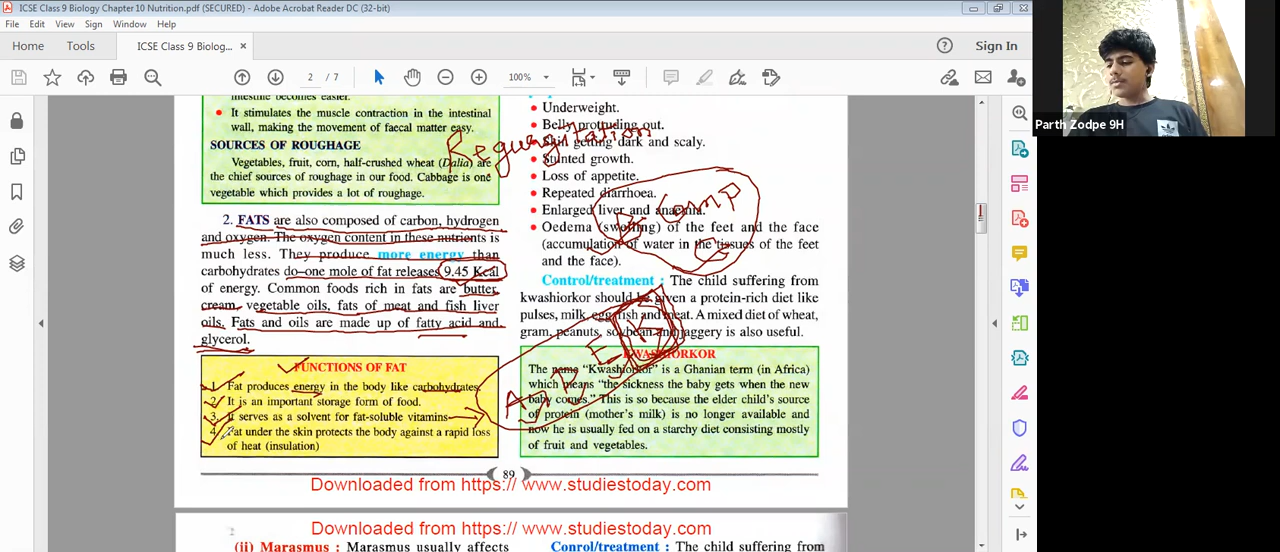 ICSE Class 9 Biology Chapter 10 Nutrition.pdf (SECURED) - Adobe Acrobat Reader DC (32-bit)
File Edit View Sign Window Help
Home Tools ICSE Class 9 Biolog... × Sign In
2 / 7 100%
Parth Zodpe 9H
intestine becomes easier.
• It stimulates the muscle contraction in the intestinal
wall, making the movement of faecal matter easy.
SOURCES OF ROUGHAGE
Vegetables, fruit, corn, half-crushed wheat (Dalia) are
the chief sources of roughage in our food. Cabbage is one
vegetable which provides a lot of roughage.
2. FATS are also composed of carbon, hydrogen
and oxygen. The oxygen content in these nutrients is
much less. They produce more energy than
carbohydrates do–one mole of fat releases 9.45 Kcal
of energy. Common foods rich in fats are butter,
cream, vegetable oils, fats of meat and fish liver
oils. Fats and oils are made up of fatty acid and
glycerol.
FUNCTIONS OF FAT
1. Fat produces energy in the body like carbohydrates.
2. It is an important storage form of food.
3. It serves as a solvent for fat-soluble vitamins
4. Fat under the skin protects the body against a rapid loss
of heat (insulation)
• Underweight.
• Belly protruding out.
• Skin getting dark and scaly.
• Stunted growth.
• Loss of appetite.
• Repeated diarrhoea.
• Enlarged liver and anaemia.
• Oedema (swelling) of the feet and the face
(accumulation of water in the tissues of the feet
and the face).
Control/treatment : The child suffering from
kwashiorkor should be given a protein-rich diet like
pulses, milk, egg, fish and meat. A mixed diet of wheat,
gram, peanuts, soybean and jaggery is also useful.
KWASHIORKOR
The name "Kwashiorkor" is a Ghanian term (in Africa)
which means "the sickness the baby gets when the new
baby comes." This is so because the elder child's source
of protein (mother's milk) is no longer available and
now he is usually fed on a starchy diet consisting mostly
of fruit and vegetables.
B Comp
C
A D E K
89
Downloaded from https:// www.studiestoday.com
Downloaded from https:// www.studiestoday.com
(ii) Marasmus : Marasmus usually affects
Conrol/treatment : The child suffering from